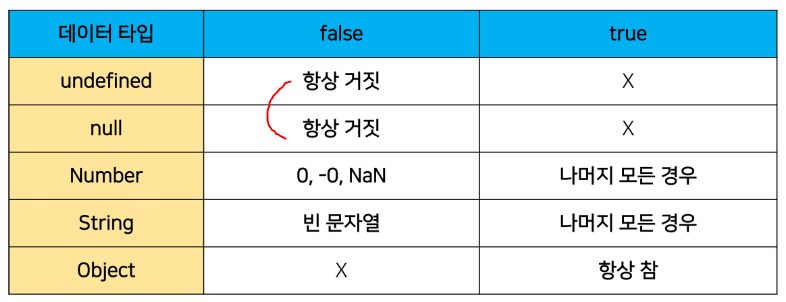 데이터 타입 false true
undefined 항상 거짓 X
null 항상 거짓 X
Number 0, -0, NaN 나머지 모든 경우
String 빈 문자열 나머지 모든 경우
Object X 항상 참